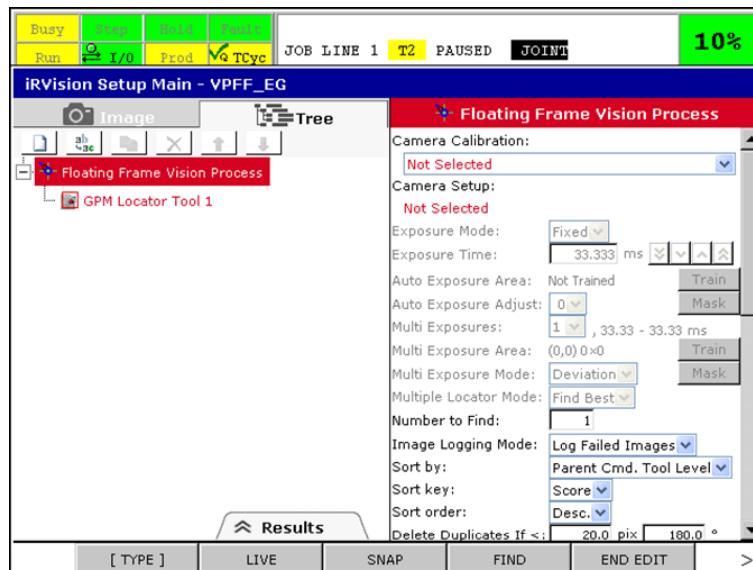 Busy Step Hold Fault
Run I/O Prod TCyc JOB LINE 1 T2 PAUSED JOINT 10%
iRVision Setup Main - VPFF_EG
Image Tree Floating Frame Vision Process
Camera Calibration:
Not Selected
Floating Frame Vision Process
Camera Setup:
GPM Locator Tool 1 Not Selected
Exposure Mode: Fixed
Exposure Time: 33.333 ms
Auto Exposure Area: Not Trained Train
Auto Exposure Adjust: 0 Mask
Multi Exposures: 1 , 33.33 - 33.33 ms
Multi Exposure Area: (0,0) 0×0 Train
Multi Exposure Mode: Deviation Mask
Multiple Locator Mode: Find Best
Number to Find: 1
Image Logging Mode: Log Failed Images
Sort by: Parent Cmd. Tool Level
Sort key: Score
Sort order: Desc.
Results Delete Duplicates If <: 20.0 pix 180.0 °
[ TYPE ] LIVE SNAP FIND END EDIT >